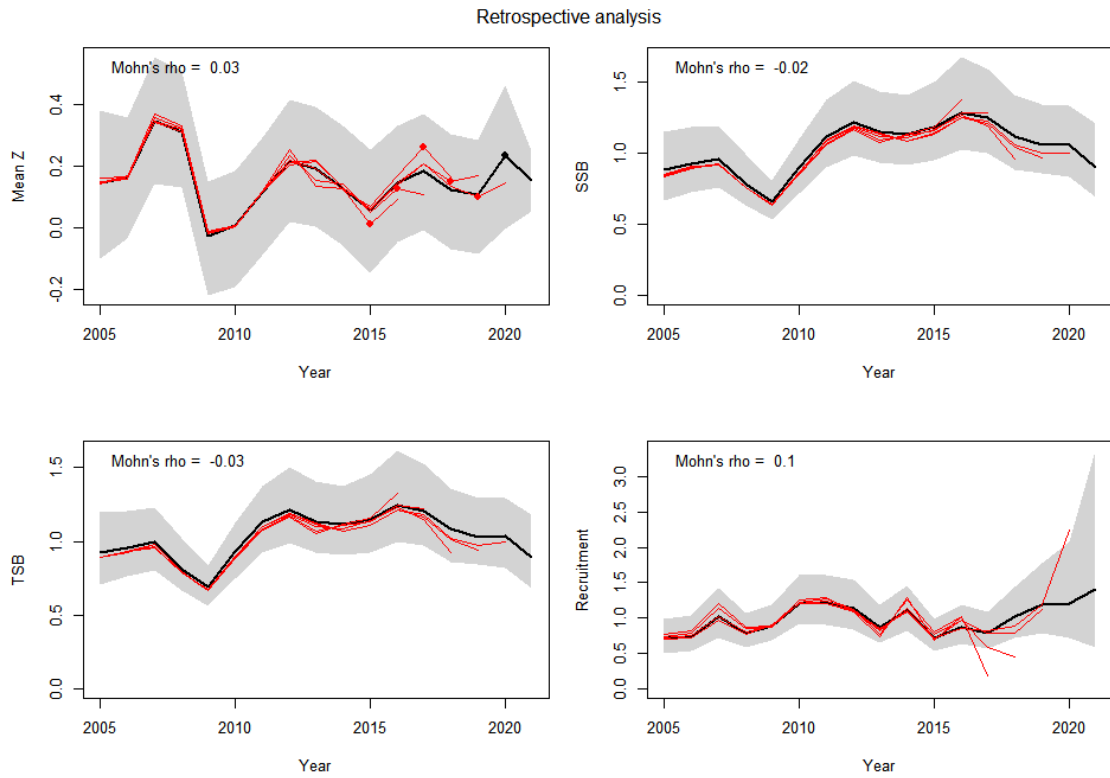 Retrospective analysis
Mohn's rho = 0.03
Mean Z
-0.2 0.0 0.2 0.4
2005 2010 2015 2020
Year
Mohn's rho = -0.02
SSB
0.0 0.5 1.0 1.5
2005 2010 2015 2020
Year
Mohn's rho = -0.03
TSB
0.0 0.5 1.0 1.5
2005 2010 2015 2020
Year
Mohn's rho = 0.1
Recruitment
0.0 0.5 1.0 1.5 2.0 2.5 3.0
2005 2010 2015 2020
Year